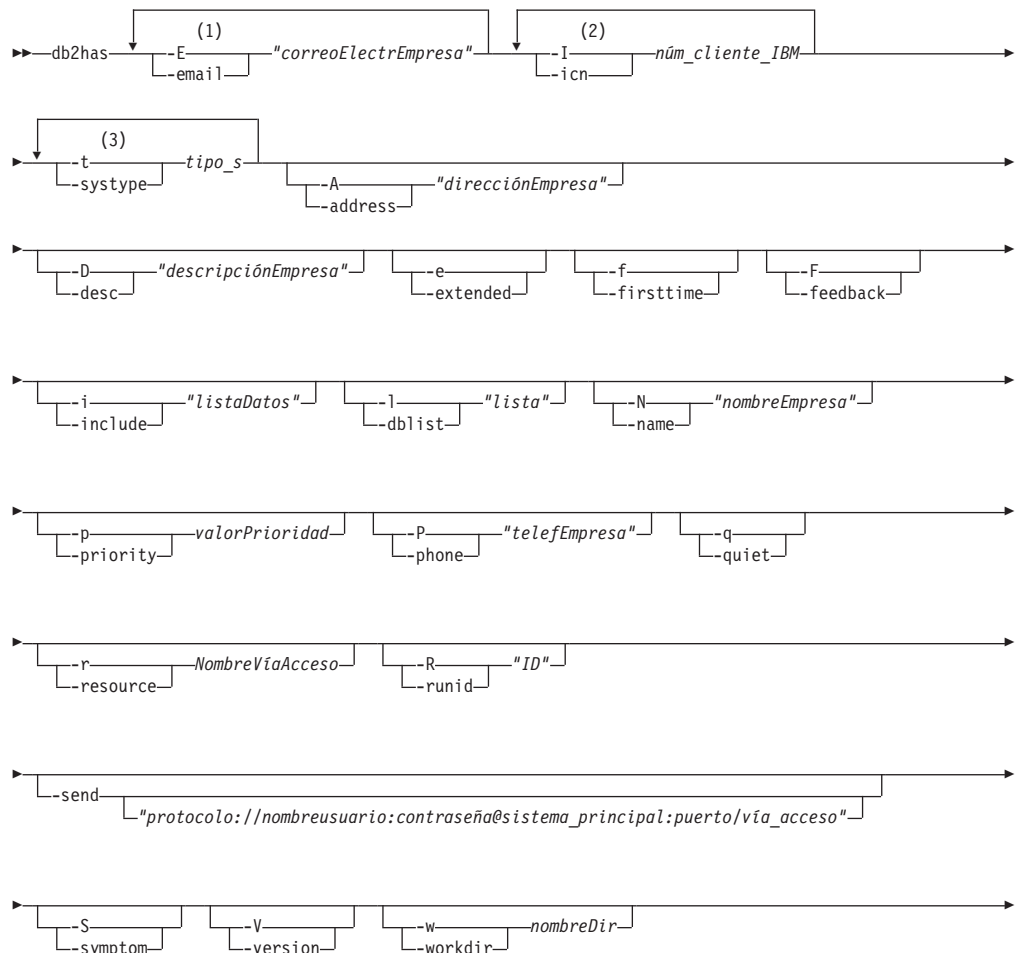 (1) (2)
db2has -E "correoElectrEmpresa" -I núm_cliente_IBM
-email -icn
(3)
-t tipo_s -A "direcciónEmpresa"
-systype -address
-D "descripciónEmpresa" -e -f -F
-desc -extended -firsttime -feedback
-i "listaDatos" -l "lista" -N "nombreEmpresa"
-include -dblist -name
-p valorPrioridad -P "telefEmpresa" -q
-priority -phone -quiet
-r NombreVíaAcceso -R "ID"
-resource -runid
-send
"protocolo://nombreusuario:contraseña@sistema_principal:puerto/vía_acceso"
-S -V -w nombreDir
-symptom -version -workdir